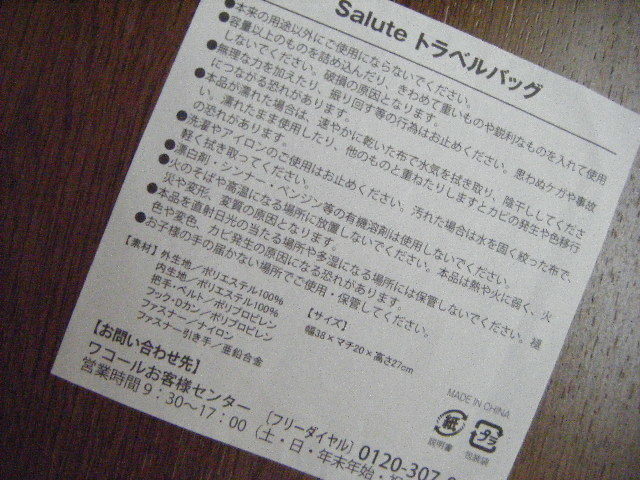 Salute トラベルバッグ
●本来の用途以外にご使用にならないでください。
●容量以上のものを詰め込んだり、きわめて重いものや鋭利なものを入れて使用
しないでください。破損の原因となります。
●無理な力を加えたり、振り回す等の行為はお止めください。思わぬケガや事故
につながる恐れがあります。
●本品が濡れた場合は、速やかに乾いた布で水気を拭き取り、陰干ししてくださ
い。濡れたまま使用したり、他のものと重ねたりしますとカビの発生や色移行
の恐れがあります。
●洗濯やアイロンのご使用はお止めください。汚れた場合は水を固く絞った布で、
軽く拭き取ってください。
●漂白剤・シンナー・ベンジン等の有機溶剤は使用しないでください。
●火のそばや高温になる場所に放置しないでください。本品は熱や火に弱く、火
災や変形、変質の原因となります。
●本品を直射日光の当たる場所や多湿になる場所には保管しないでください。褪
色や変色、カビ発生の原因になる恐れがあります。
●お子様の手の届かない場所でご使用・保管してください。
【素材】外生地／ポリエステル100%
内生地／ポリエステル100%
把手・ベルト／ポリプロピレン
フック・Dカン／ポリプロピレン
ファスナー／ナイロン
ファスナー引き手／亜鉛合金
【サイズ】
幅38×マチ20×高さ27cm
【お問い合わせ先】
ワコールお客様センター
［フリーダイヤル］0120-307-
営業時間9：30〜17：00（土・日・年末年始・
MADE IN CHINA
紙
説明書
プラ
包装袋